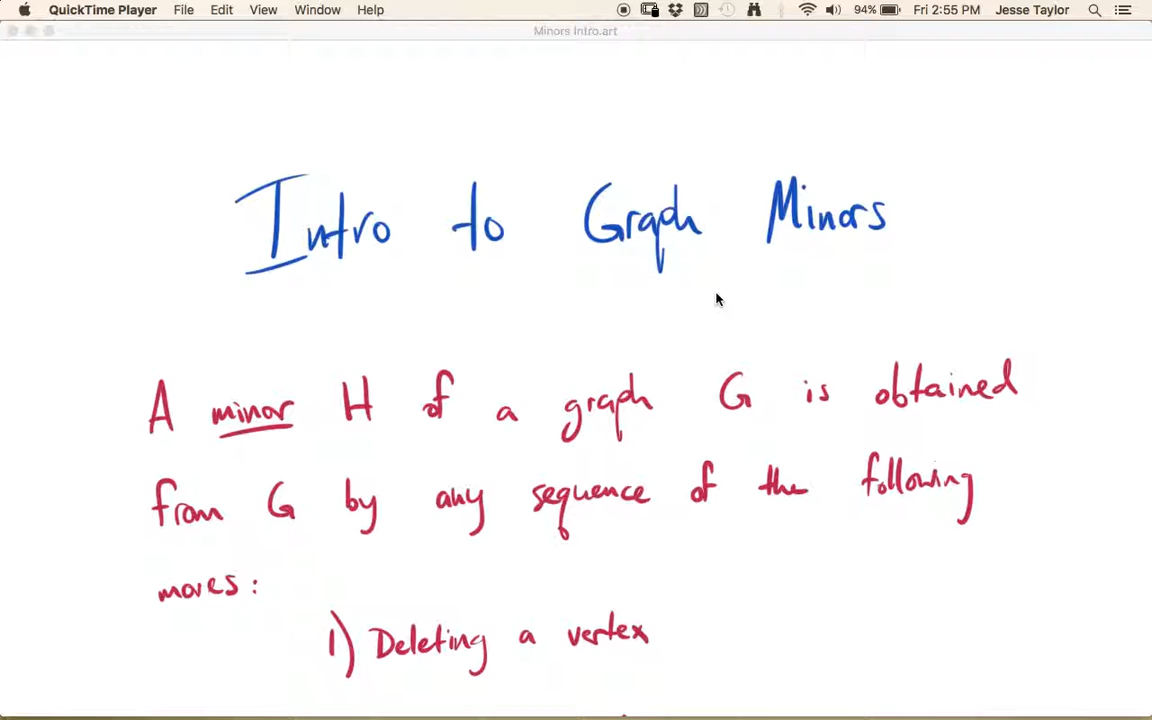 QuickTime Player File Edit View Window Help 94% Fri 2:55 PM Jesse Taylor
Minors Intro.art
Intro to Graph Minors
A minor H of a graph G is obtained
from G by any sequence of the following
moves:
1) Deleting a vertex